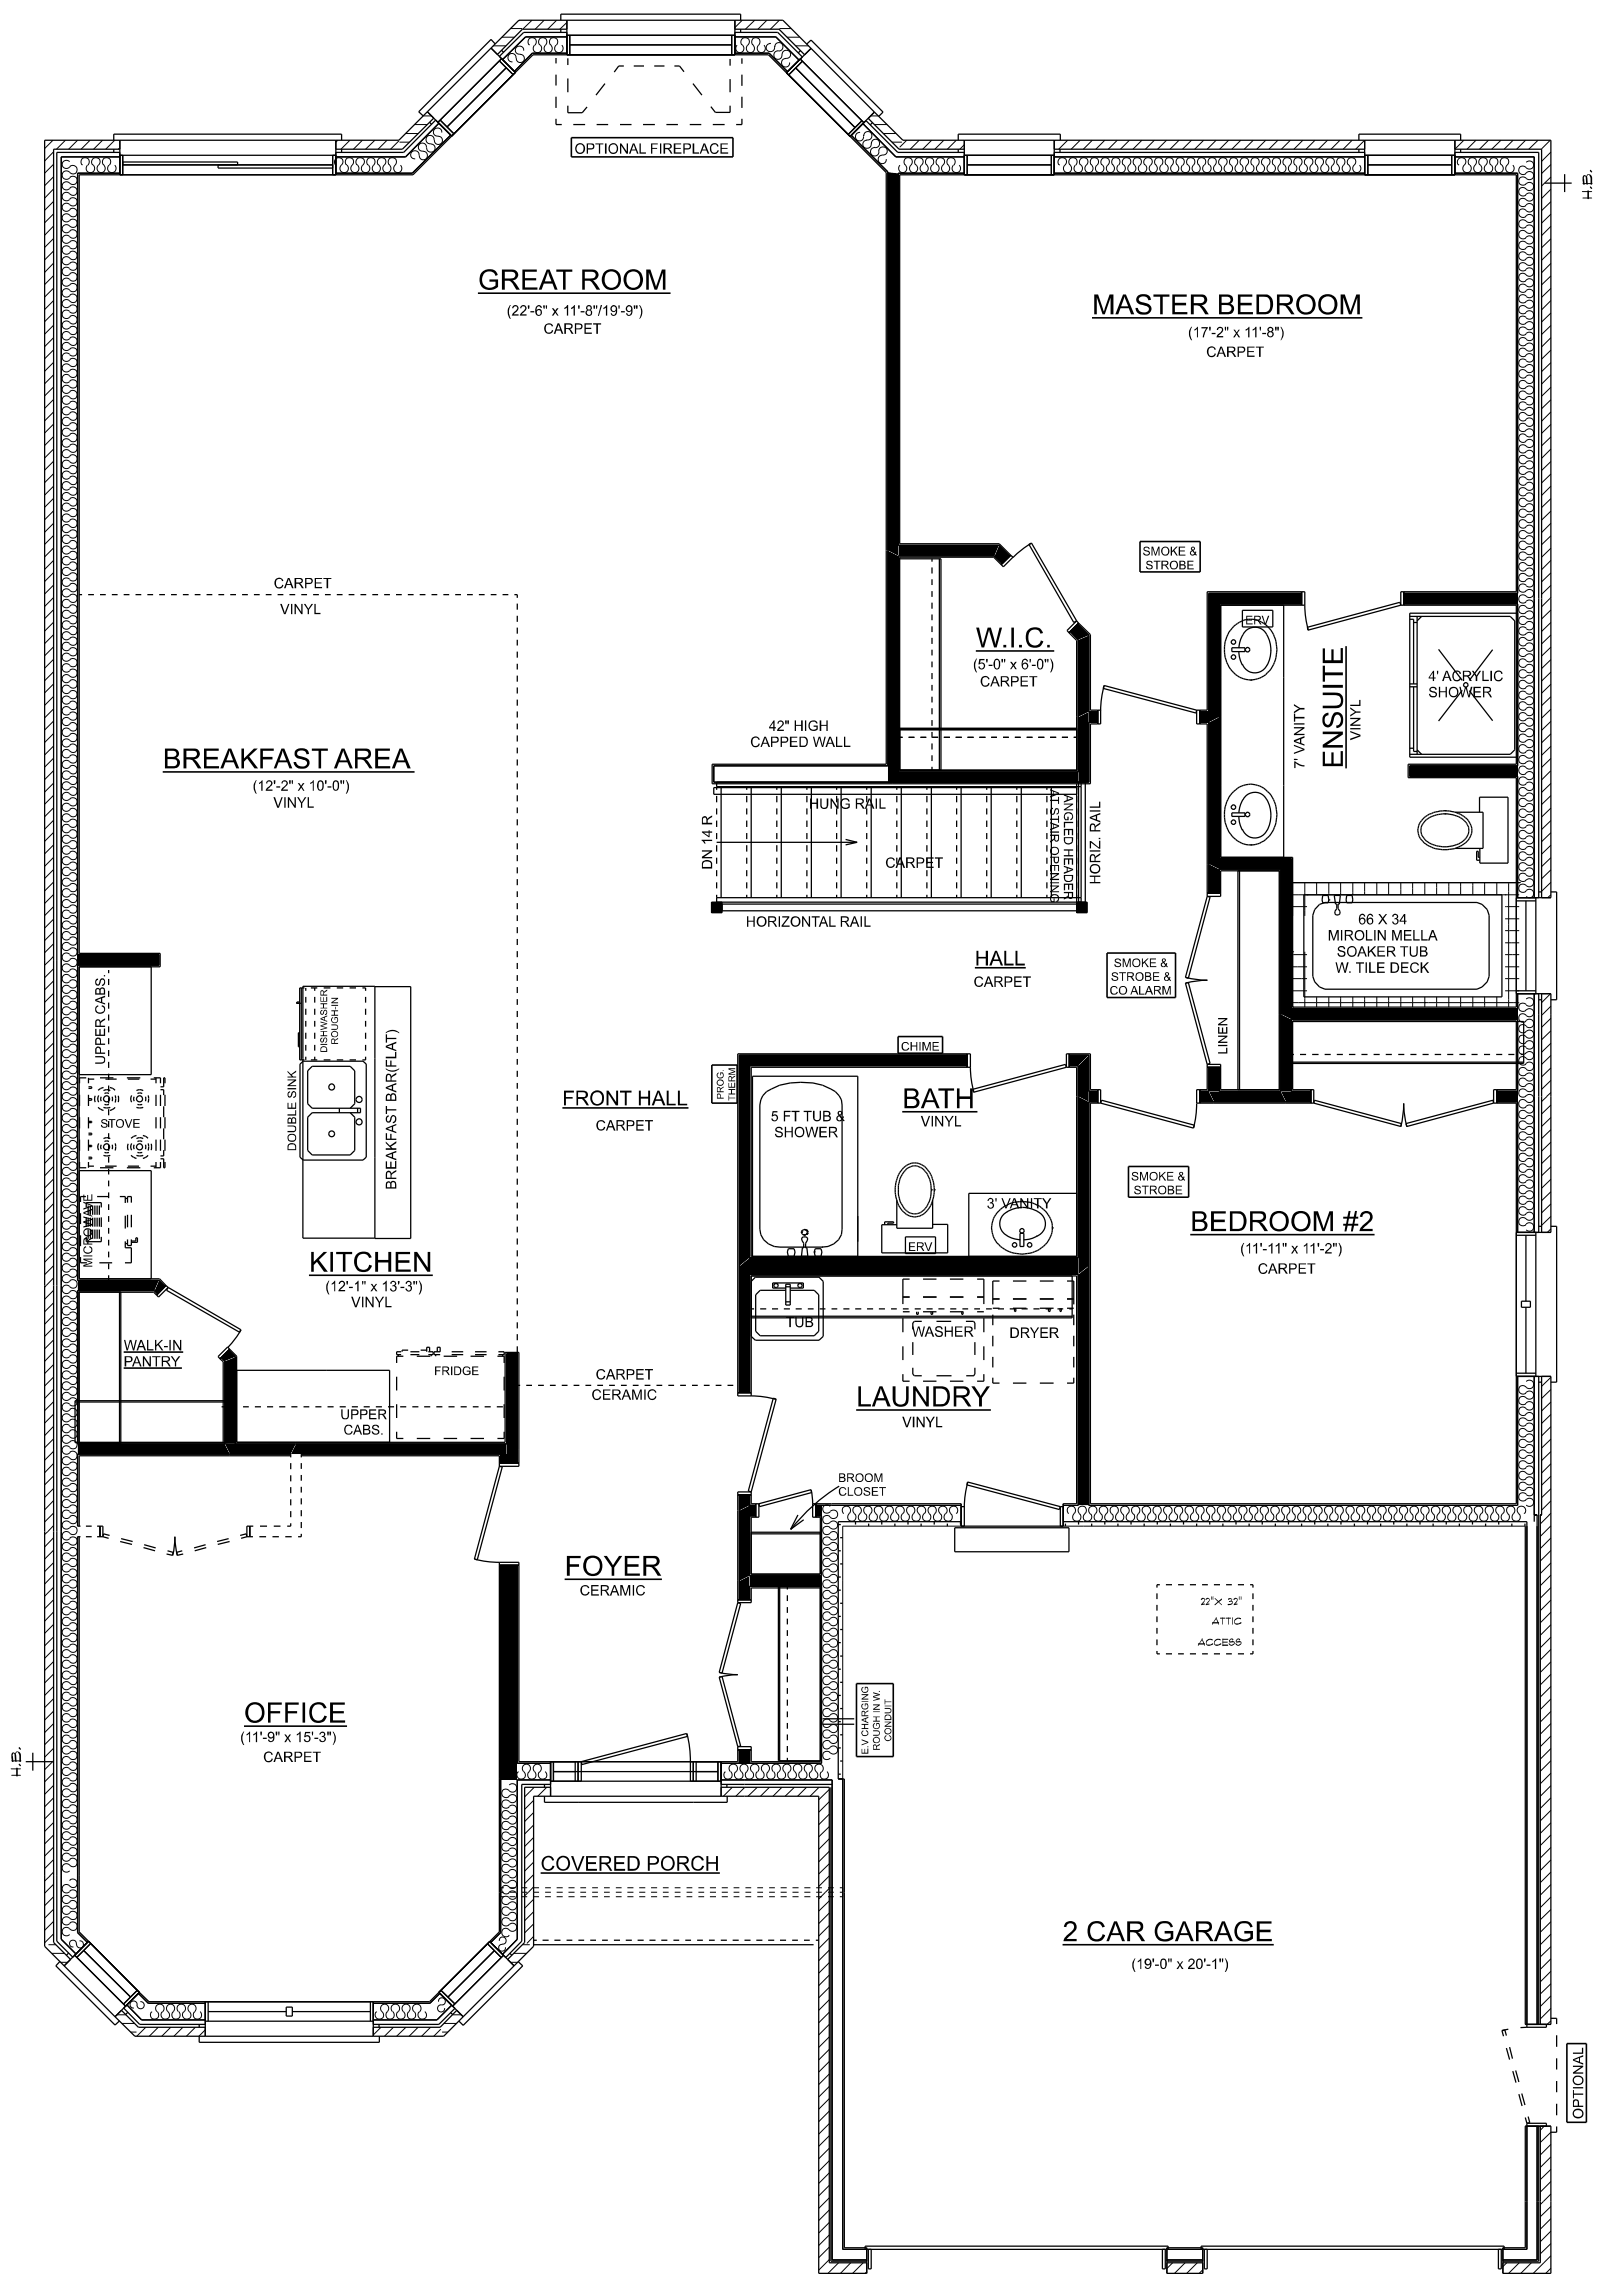 OPTIONAL FIREPLACE
H.B.
GREAT ROOM
(22'-6" x 11'-8"/19'-9")
CARPET
MASTER BEDROOM
(17'-2" x 11'-8")
CARPET
SMOKE &
STROBE
CARPET
VINYL
W.I.C.
(5'-0" x 6'-0")
CARPET
ERV
ENSUITE
VINYL
7' VANITY
4' ACRYLIC
SHOWER
42" HIGH
CAPPED WALL
BREAKFAST AREA
(12'-2" x 10'-0")
VINYL
HUNG RAIL
DN 14 R
CARPET
ANGLED HEADER
AT STAIR OPENING
HORIZ. RAIL
HORIZONTAL RAIL
66 X 34
MIROLIN MELLA
SOAKER TUB
W. TILE DECK
HALL
CARPET
SMOKE &
STROBE &
CO ALARM
LINEN
UPPER CABS.
DISHWASHER
ROUGH-IN
DOUBLE SINK
BREAKFAST BAR(FLAT)
STOVE
MICROWAVE
CHIME
PROG.
THERM
FRONT HALL
CARPET
BATH
VINYL
5 FT TUB &
SHOWER
3' VANITY
ERV
SMOKE &
STROBE
BEDROOM #2
(11'-11" x 11'-2")
CARPET
KITCHEN
(12'-1" x 13'-3")
VINYL
WALK-IN
PANTRY
FRIDGE
UPPER
CABS.
CARPET
CERAMIC
TUB
WASHER
DRYER
LAUNDRY
VINYL
BROOM
CLOSET
FOYER
CERAMIC
22"X 32"
ATTIC
ACCESS
OFFICE
(11'-9" x 15'-3")
CARPET
H.B.
E.V CHARGING
ROUGH IN W.
CONDUIT
COVERED PORCH
2 CAR GARAGE
(19'-0" x 20'-1")
OPTIONAL